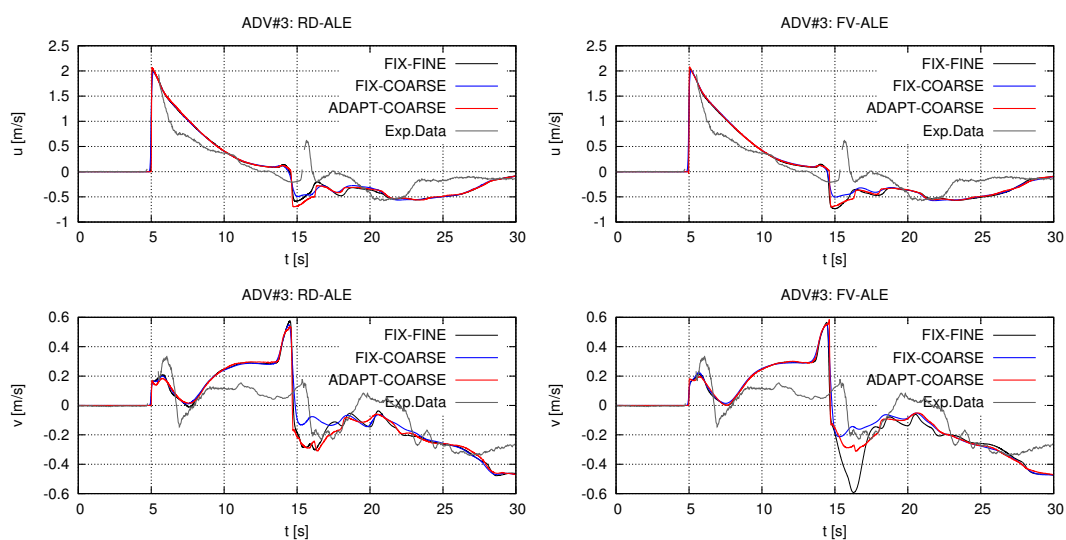 ADV#3: RD-ALE
2.5
2
1.5
1
0.5
0
-0.5
-1
u [m/s]
FIX-FINE
FIX-COARSE
ADAPT-COARSE
Exp.Data
0 5 10 15 20 25 30
t [s]
ADV#3: FV-ALE
2.5
2
1.5
1
0.5
0
-0.5
-1
u [m/s]
FIX-FINE
FIX-COARSE
ADAPT-COARSE
Exp.Data
0 5 10 15 20 25 30
t [s]
ADV#3: RD-ALE
0.6
0.4
0.2
0
-0.2
-0.4
-0.6
v [m/s]
FIX-FINE
FIX-COARSE
ADAPT-COARSE
Exp.Data
0 5 10 15 20 25 30
t [s]
ADV#3: FV-ALE
0.6
0.4
0.2
0
-0.2
-0.4
-0.6
v [m/s]
FIX-FINE
FIX-COARSE
ADAPT-COARSE
Exp.Data
0 5 10 15 20 25 30
t [s]